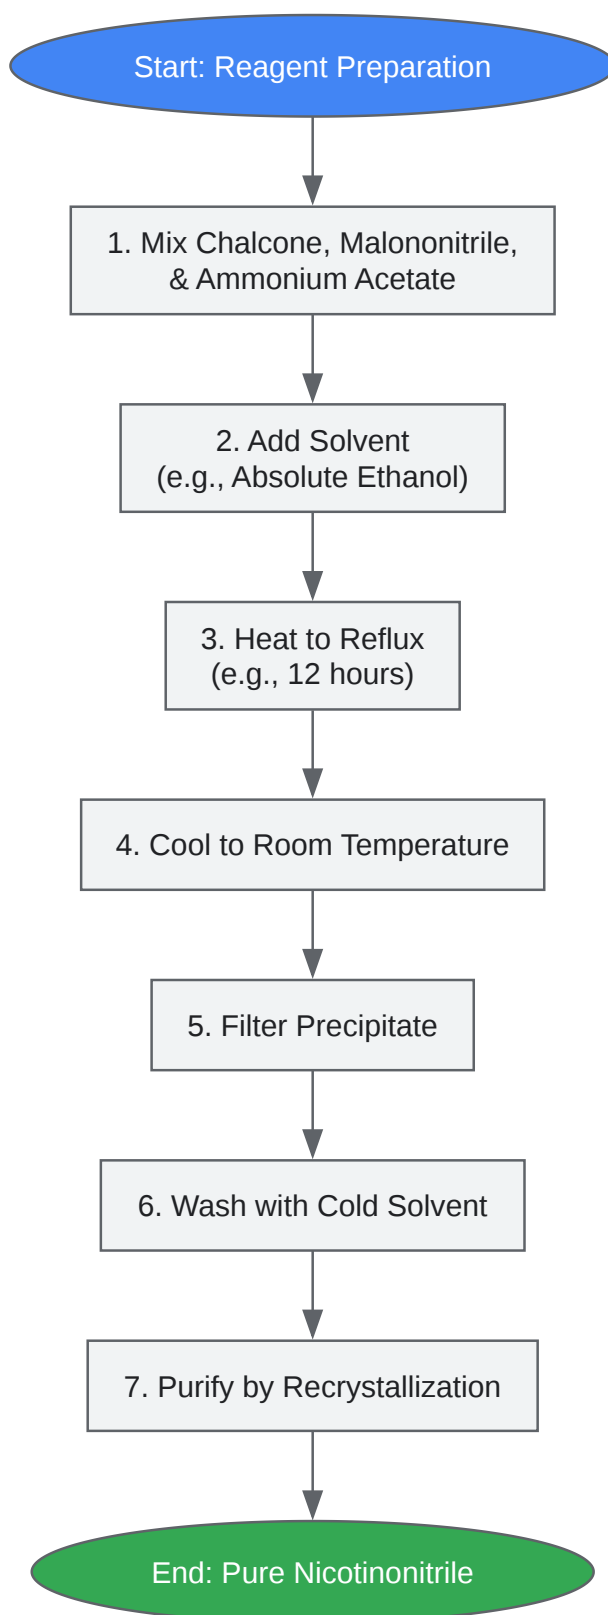 Start: Reagent Preparation
1. Mix Chalcone, Malononitrile,
& Ammonium Acetate
2. Add Solvent
(e.g., Absolute Ethanol)
3. Heat to Reflux
(e.g., 12 hours)
4. Cool to Room Temperature
5. Filter Precipitate
6. Wash with Cold Solvent
7. Purify by Recrystallization
End: Pure Nicotinonitrile